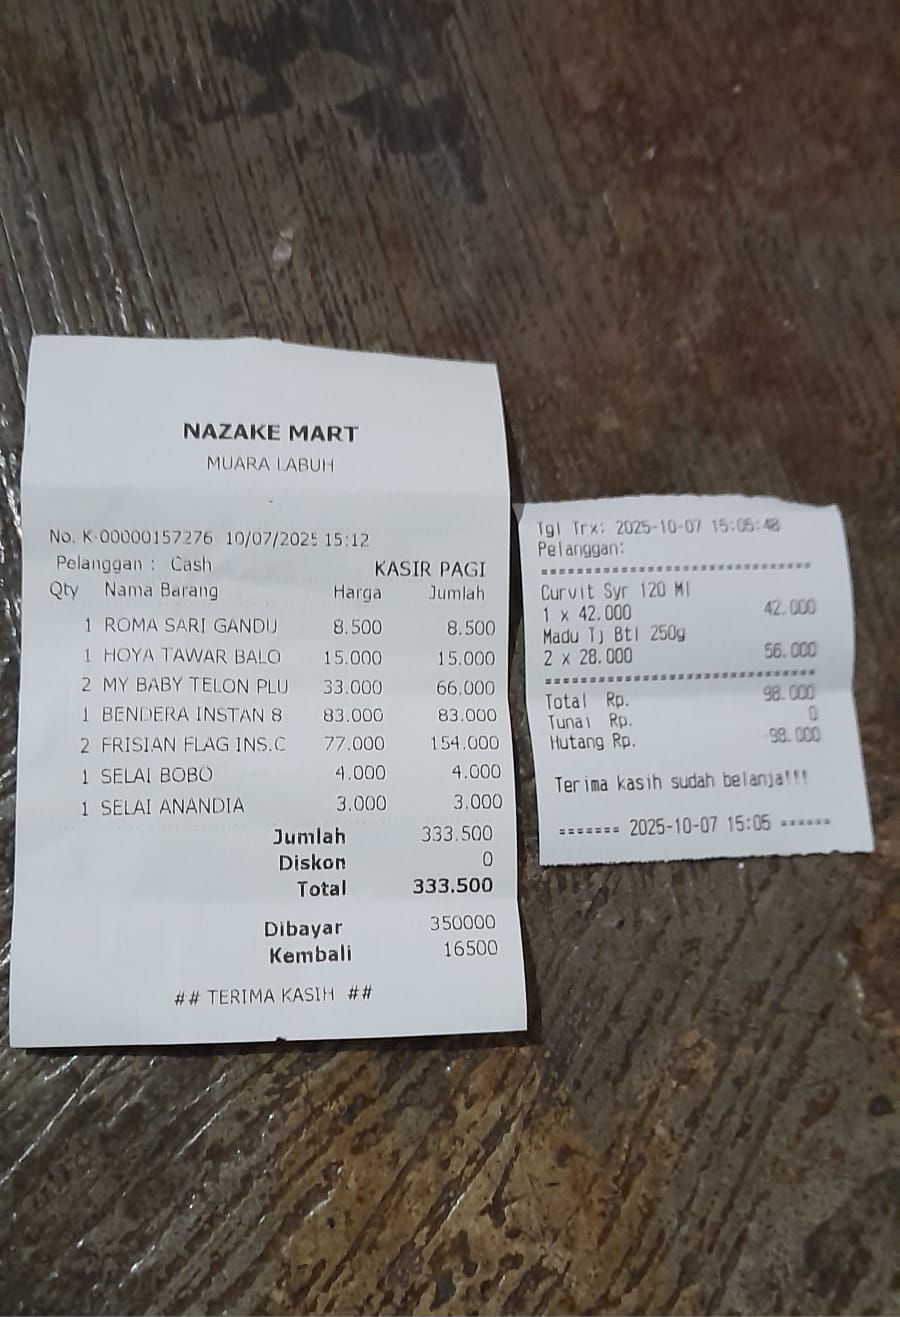 NAZAKE MART
MUARA LABUH
-
No. K-00000157276 10/07/2025 15:12
Pelanggan : Cash KASIR PAGI
Qty Nama Barang Harga Jumlah
1 ROMA SARI GANDU 8.500 8.500
1 HOYA TAWAR BALO 15.000 15.000
2 MY BABY TELON PLU 33.000 66.000
1 BENDERA INSTAN 8 83.000 83.000
2 FRISIAN FLAG INS.C 77.000 154.000
1 SELAI BOBO 4.000 4.000
1 SELAI ANANDIA 3.000 3.000
Jumlah 333.500
Diskon 0
Total 333.500
Dibayar 350000
Kembali 16500
## TERIMA KASIH ##
Tgl Trx: 2025-10-07 15:05:48
Pelanggan:
==============================
Curvit Syr 120 Ml
1 x 42.000 42.000
Madu Tj Btl 250g
2 x 28.000 56.000
==============================
Total Rp. 98.000
Tunai Rp. 0
Hutang Rp. -98.000
Terima kasih sudah belanja!!!
======= 2025-10-07 15:05 ======